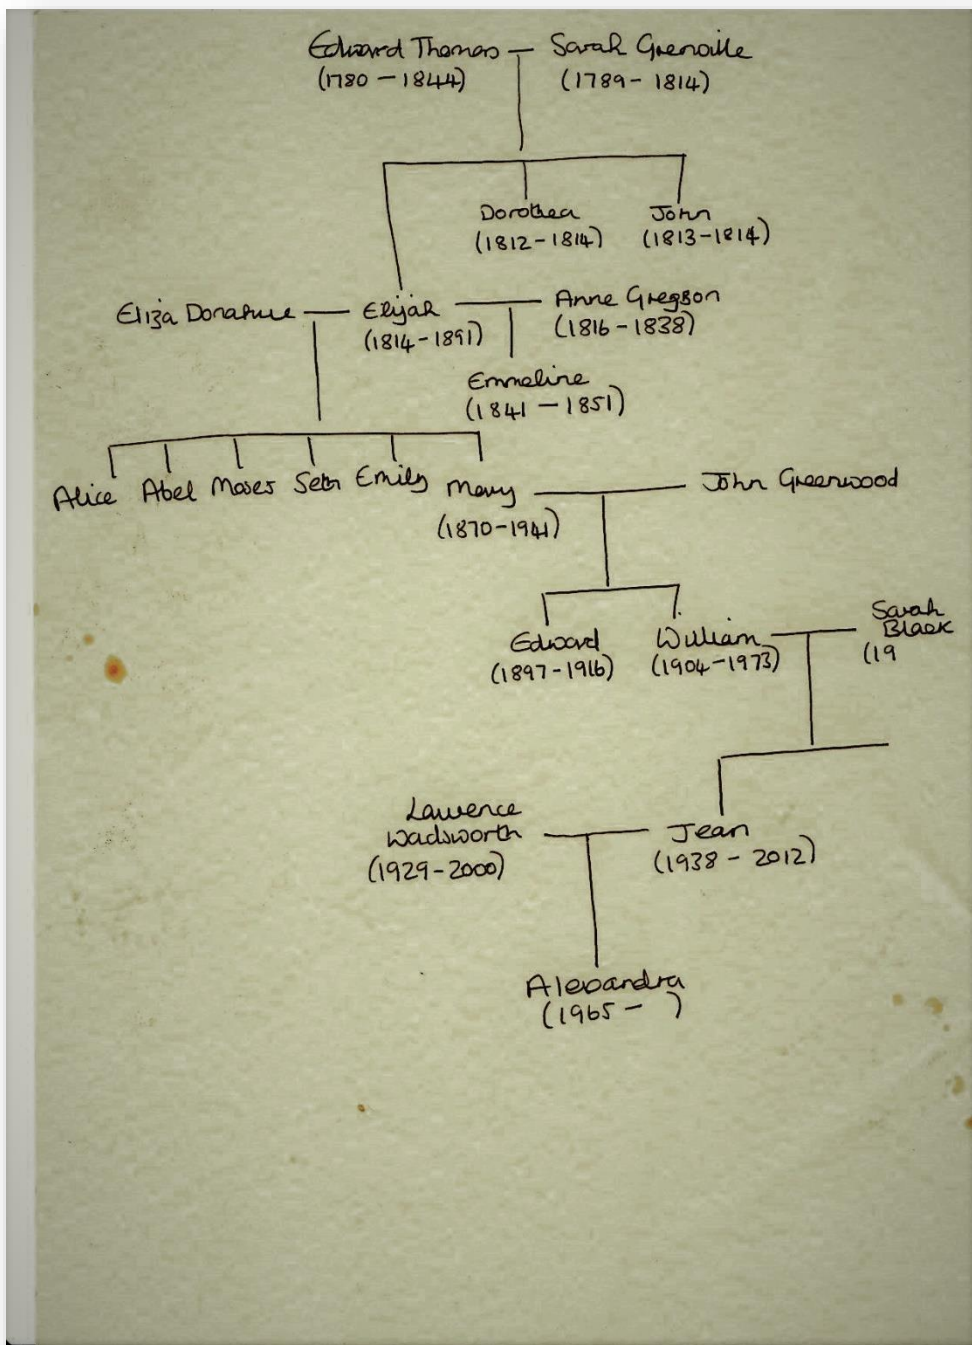 Edward Thomas – Sarah Grenville
(1780 – 1844) (1789 – 1814)
Dorothea John
(1812 – 1814) (1813 – 1814)
Eliza Donahue – Elijah – Anne Gregson
(1814 – 1891) (1816 – 1838)
Emmeline
(1841 – 1851)
Alice Abel Moses Seth Emily Mary – John Greenwood
(1870 – 1941)
Edward William – Sarah Black
(1897 – 1916) (1904 – 1973) (19
Lawrence
Wadsworth – Jean
(1929 – 2000) (1938 – 2012)
Alexandra
(1965 – )